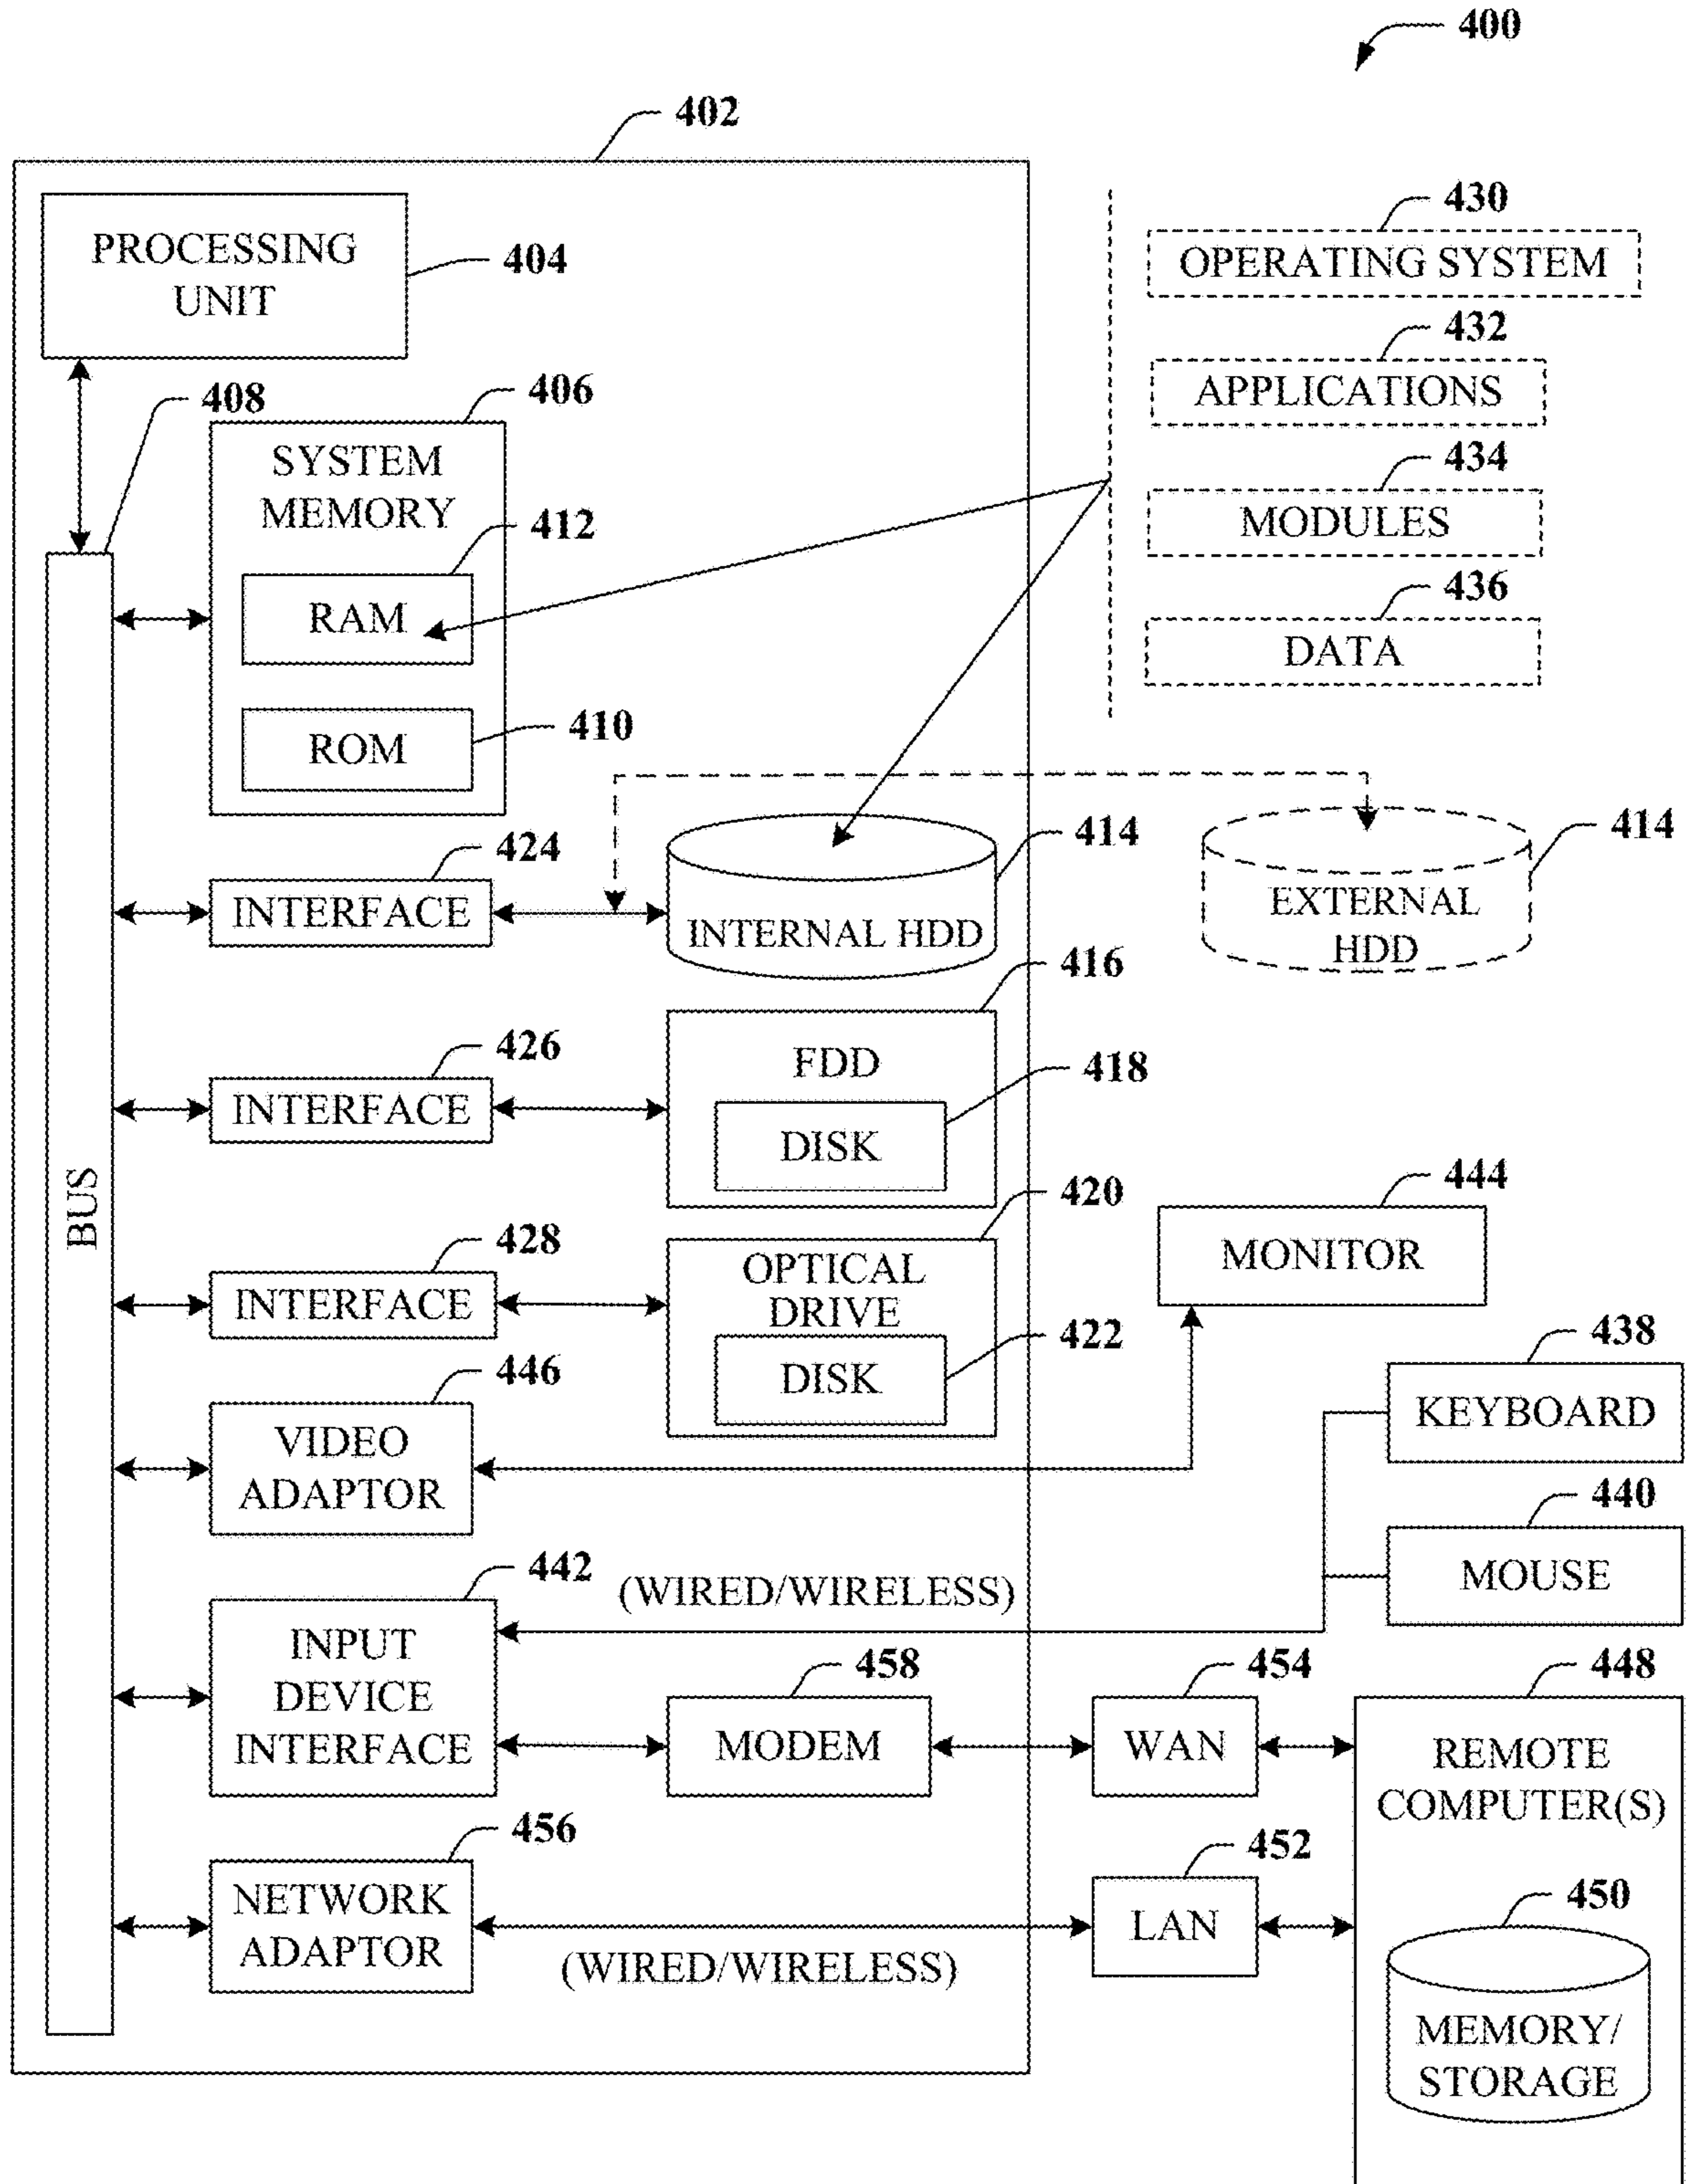 400
402
PROCESSING
UNIT
404
430
OPERATING SYSTEM
432
APPLICATIONS
434
MODULES
436
DATA
408
406
SYSTEM
MEMORY
412
RAM
410
ROM
424
INTERFACE
414
INTERNAL HDD
414
EXTERNAL
HDD
426
INTERFACE
416
FDD
418
DISK
BUS
428
INTERFACE
420
OPTICAL
DRIVE
422
DISK
444
MONITOR
446
VIDEO
ADAPTOR
438
KEYBOARD
440
MOUSE
442
(WIRED/WIRELESS)
INPUT
DEVICE
INTERFACE
458
MODEM
454
WAN
448
REMOTE
COMPUTER(S)
456
NETWORK
ADAPTOR
(WIRED/WIRELESS)
452
LAN
450
MEMORY/
STORAGE